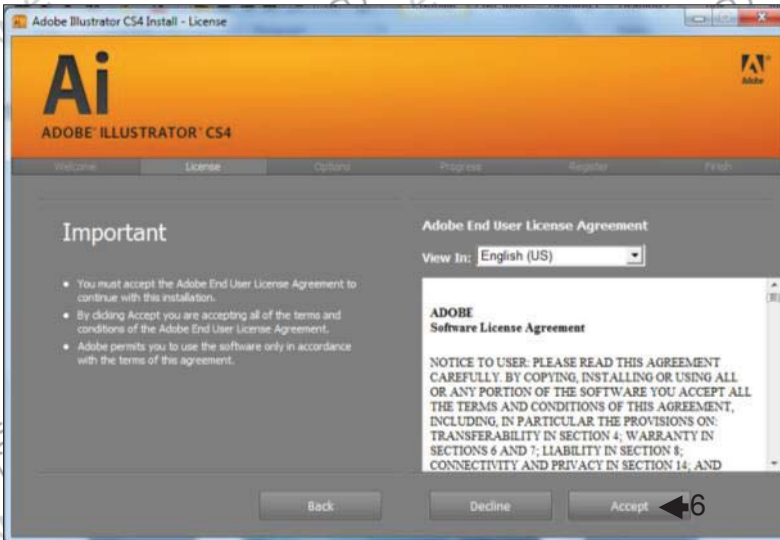 Adobe Illustrator CS4 Install - License
Ai
Adobe
ADOBE® ILLUSTRATOR® CS4
Welcome License Options Progress Register Finish
Important
• You must accept the Adobe End User License Agreement to
continue with this installation.
• By clicking Accept you are accepting all of the terms and
conditions of the Adobe End User License Agreement.
• Adobe permits you to use the software only in accordance
with the terms of this agreement.
Adobe End User License Agreement
View In: English (US)
ADOBE
Software License Agreement
NOTICE TO USER: PLEASE READ THIS AGREEMENT
CAREFULLY. BY COPYING, INSTALLING OR USING ALL
OR ANY PORTION OF THE SOFTWARE YOU ACCEPT ALL
THE TERMS AND CONDITIONS OF THIS AGREEMENT,
INCLUDING, IN PARTICULAR THE PROVISIONS ON:
TRANSFERABILITY IN SECTION 4; WARRANTY IN
SECTIONS 6 AND 7; LIABILITY IN SECTION 8;
CONNECTIVITY AND PRIVACY IN SECTION 14; AND
Back Decline Accept 6